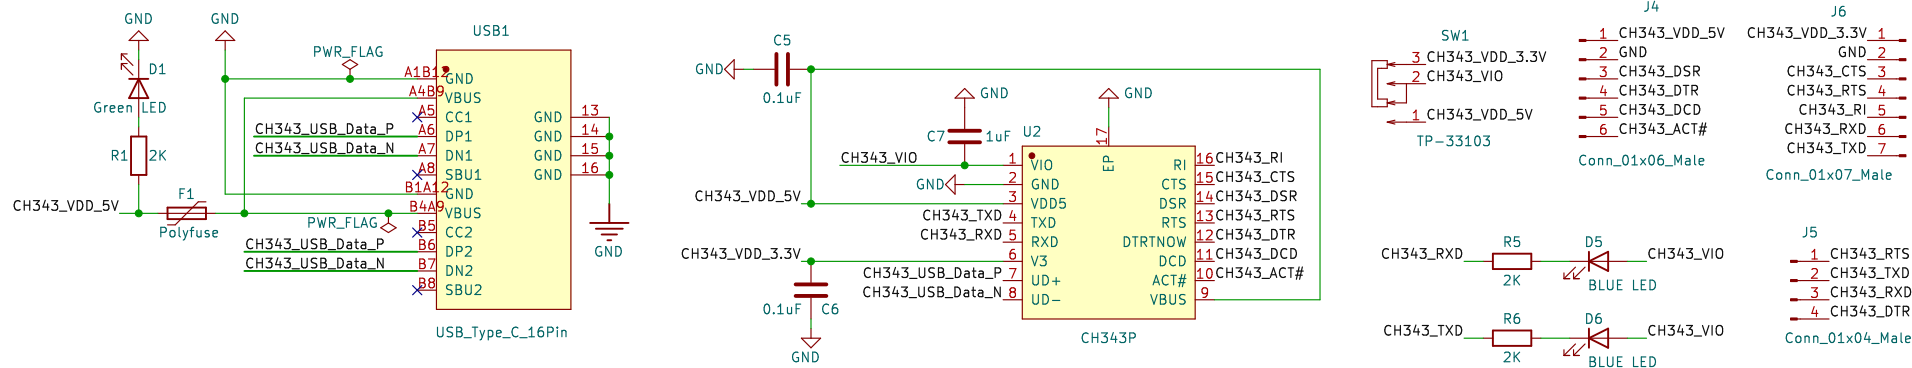 GND
GND
D1
Green LED
R1
2K
CH343_VDD_5V
F1
Polyfuse
PWR_FLAG
PWR_FLAG
USB1
A1B12 GND
A4B9 VBUS
A5 CC1
CH343_USB_Data_P A6 DP1
CH343_USB_Data_N A7 DN1
A8 SBU1
B1A12 GND
B4A9 VBUS
B5 CC2
CH343_USB_Data_P B6 DP2
CH343_USB_Data_N B7 DN2
B8 SBU2
GND 13
GND 14
GND 15
GND 16
GND
USB_Type_C_16Pin
C5
GND
0.1uF
GND
C7 1uF
GND
U2
17
EP
CH343_VIO 1 VIO
GND 2 GND
CH343_VDD_5V 3 VDD5
CH343_TXD 4 TXD
CH343_RXD 5 RXD
CH343_VDD_3.3V 6 V3
CH343_USB_Data_P 7 UD+
CH343_USB_Data_N 8 UD-
RI 16 CH343_RI
CTS 15 CH343_CTS
DSR 14 CH343_DSR
RTS 13 CH343_RTS
DTRTNOW 12 CH343_DTR
DCD 11 CH343_DCD
ACT# 10 CH343_ACT#
VBUS 9
0.1uF C6
GND
CH343P
SW1
3 CH343_VDD_3.3V
2 CH343_VIO
1 CH343_VDD_5V
TP-33103
J4
1 CH343_VDD_5V
2 GND
3 CH343_DSR
4 CH343_DTR
5 CH343_DCD
6 CH343_ACT#
Conn_01x06_Male
J6
CH343_VDD_3.3V 1
GND 2
CH343_CTS 3
CH343_RTS 4
CH343_RI 5
CH343_RXD 6
CH343_TXD 7
Conn_01x07_Male
R5 D5
CH343_RXD CH343_VIO
2K BLUE LED
R6 D6
CH343_TXD CH343_VIO
2K BLUE LED
J5
1 CH343_RTS
2 CH343_TXD
3 CH343_RXD
4 CH343_DTR
Conn_01x04_Male